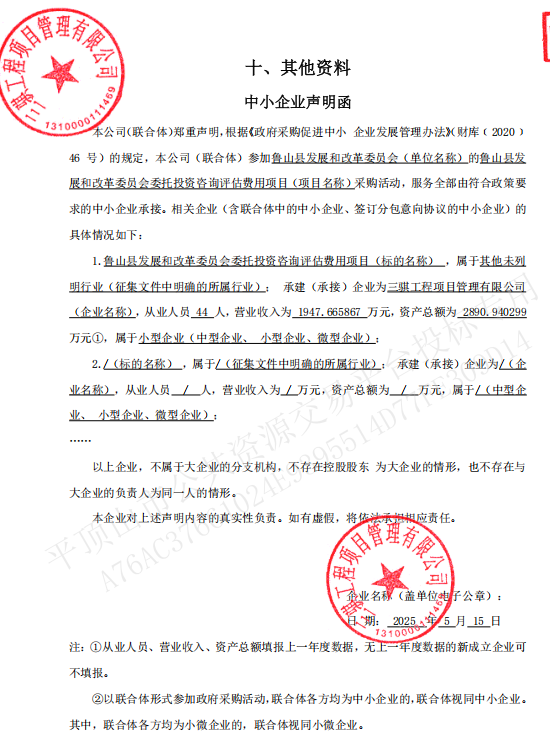 十、其他资料
中小企业声明函
本公司（联合体）郑重声明，根据《政府采购促进中小 企业发展管理办法》（财库﹝2020﹞
46 号）的规定，本公司（联合体）参加鲁山县发展和改革委员会（单位名称）的鲁山县发
展和改革委员会委托投资咨询评估费用项目（项目名称）采购活动，服务全部由符合政策要
求的中小企业承接。相关企业（含联合体中的中小企业、签订分包意向协议的中小企业）的
具体情况如下：
1.鲁山县发展和改革委员会委托投资咨询评估费用项目（标的名称） ，属于其他未列
明行业（征集文件中明确的所属行业）； 承建（承接）企业为三骐工程项目管理有限公司
（企业名称），从业人员 44 人，营业收入为 1947.665867 万元，资产总额为 2890.940299
万元①，属于小型企业（中型企业、 小型企业、微型企业）；
2./（标的名称） ，属于/（征集文件中明确的所属行业）； 承建（承接）企业为/（企
业名称），从业人员 / 人，营业收入为 / 万元，资产总额为 / 万元，属于/（中型企
业、 小型企业、微型企业）；
……
以上企业，不属于大企业的分支机构，不存在控股股东 为大企业的情形，也不存在与
大企业的负责人为同一人的情形。
本企业对上述声明内容的真实性负责。如有虚假，将依法承担相应责任。
企业名称（盖单位电子公章）：
日 期： 2025 年 5 月 15 日
注：①从业人员、营业收入、资产总额填报上一年度数据，无上一年度数据的新成立企业可
不填报。
②以联合体形式参加政府采购活动，联合体各方均为中小企业的，联合体视同中小企业。
其中，联合体各方均为小微企业的，联合体视同小微企业。
三骐工程项目管理有限公司
1310000111459
三骐工程项目管理有限公司
1310000111459